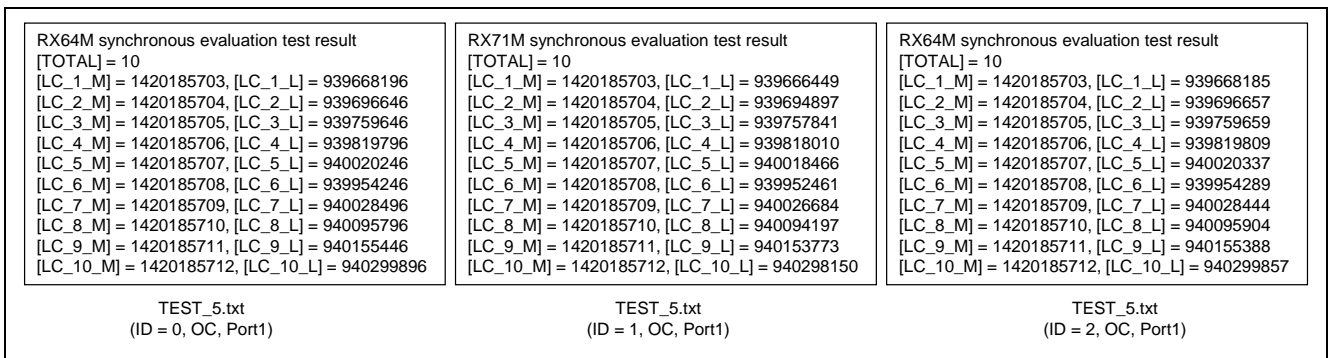 RX64M synchronous evaluation test result
[TOTAL] = 10
[LC_1_M] = 1420185703, [LC_1_L] = 939668196
[LC_2_M] = 1420185704, [LC_2_L] = 939696646
[LC_3_M] = 1420185705, [LC_3_L] = 939759646
[LC_4_M] = 1420185706, [LC_4_L] = 939819796
[LC_5_M] = 1420185707, [LC_5_L] = 940020246
[LC_6_M] = 1420185708, [LC_6_L] = 939954246
[LC_7_M] = 1420185709, [LC_7_L] = 940028496
[LC_8_M] = 1420185710, [LC_8_L] = 940095796
[LC_9_M] = 1420185711, [LC_9_L] = 940155446
[LC_10_M] = 1420185712, [LC_10_L] = 940299896
TEST_5.txt
(ID = 0, OC, Port1)
RX71M synchronous evaluation test result
[TOTAL] = 10
[LC_1_M] = 1420185703, [LC_1_L] = 939666449
[LC_2_M] = 1420185704, [LC_2_L] = 939694897
[LC_3_M] = 1420185705, [LC_3_L] = 939757841
[LC_4_M] = 1420185706, [LC_4_L] = 939818010
[LC_5_M] = 1420185707, [LC_5_L] = 940018466
[LC_6_M] = 1420185708, [LC_6_L] = 939952461
[LC_7_M] = 1420185709, [LC_7_L] = 940026684
[LC_8_M] = 1420185710, [LC_8_L] = 940094197
[LC_9_M] = 1420185711, [LC_9_L] = 940153773
[LC_10_M] = 1420185712, [LC_10_L] = 940298150
TEST_5.txt
(ID = 1, OC, Port1)
RX64M synchronous evaluation test result
[TOTAL] = 10
[LC_1_M] = 1420185703, [LC_1_L] = 939668185
[LC_2_M] = 1420185704, [LC_2_L] = 939696657
[LC_3_M] = 1420185705, [LC_3_L] = 939759659
[LC_4_M] = 1420185706, [LC_4_L] = 939819809
[LC_5_M] = 1420185707, [LC_5_L] = 940020337
[LC_6_M] = 1420185708, [LC_6_L] = 939954289
[LC_7_M] = 1420185709, [LC_7_L] = 940028444
[LC_8_M] = 1420185710, [LC_8_L] = 940095904
[LC_9_M] = 1420185711, [LC_9_L] = 940155388
[LC_10_M] = 1420185712, [LC_10_L] = 940299857
TEST_5.txt
(ID = 2, OC, Port1)